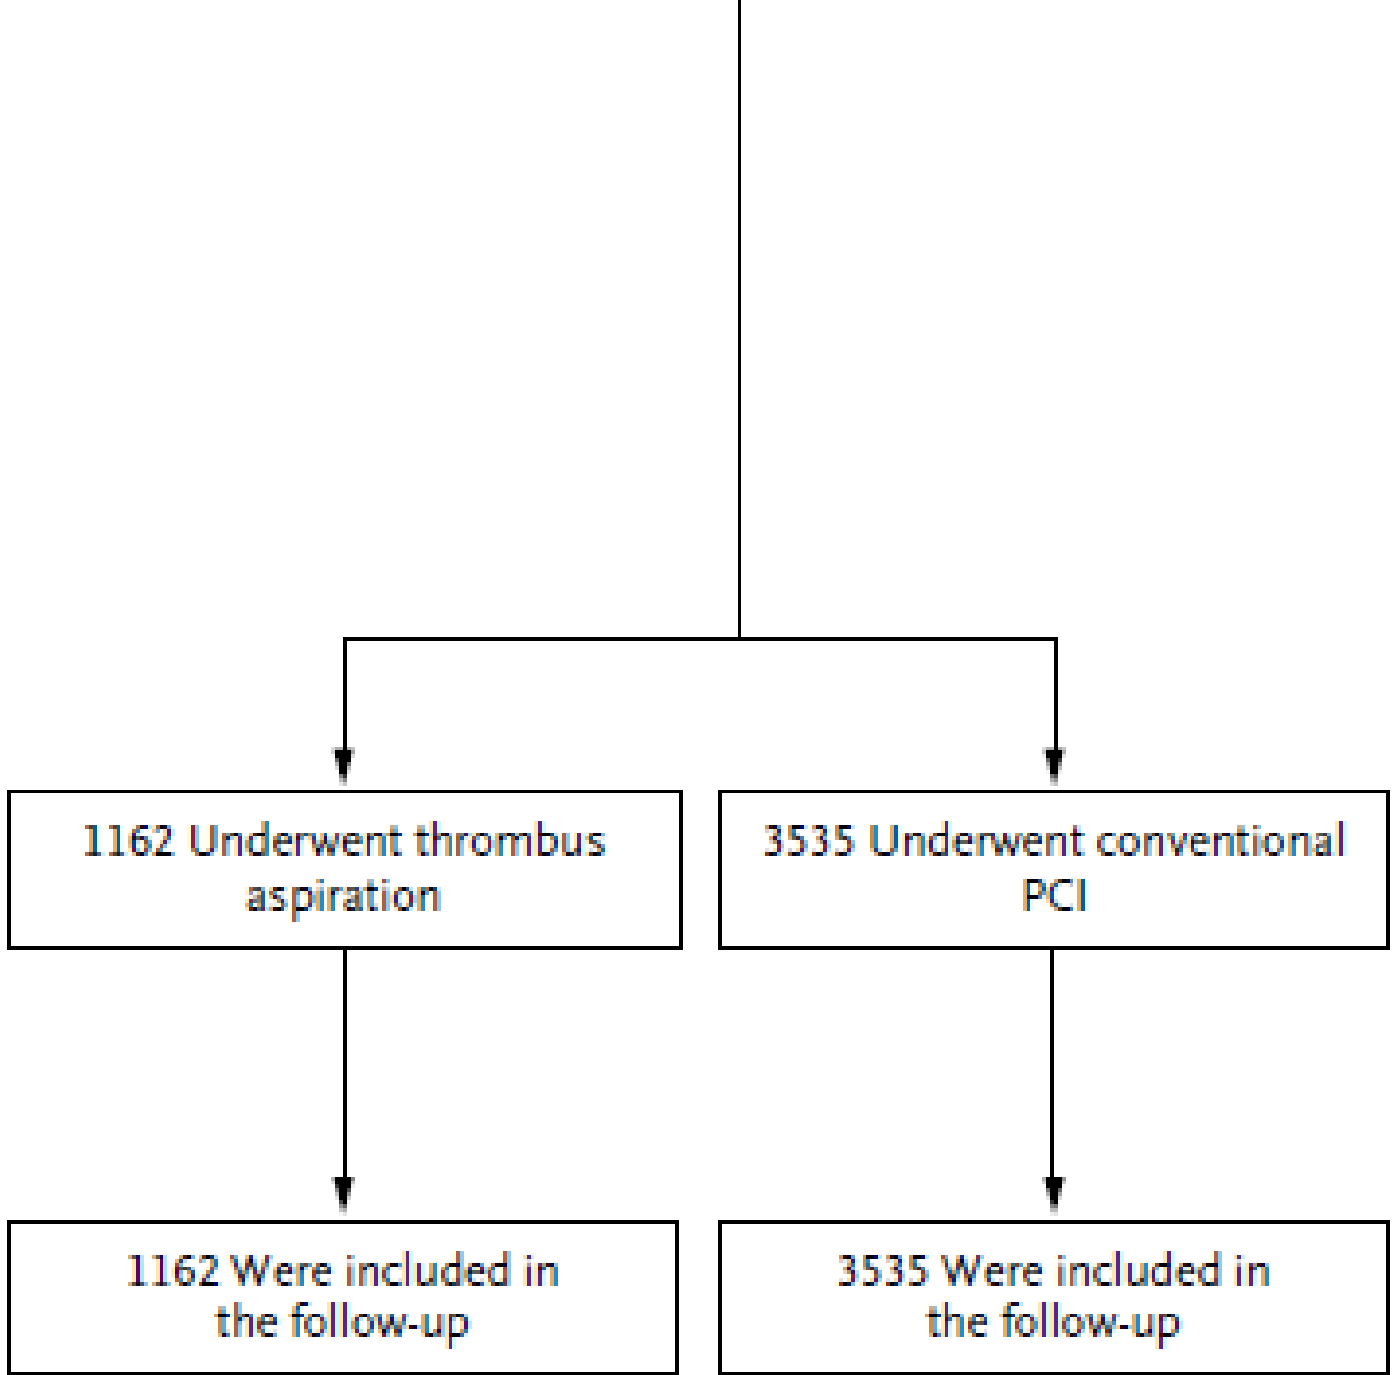 1162 Underwent thrombus
aspiration
3535 Underwent conventional
PCI
1162 Were included in
the follow-up
3535 Were included in
the follow-up